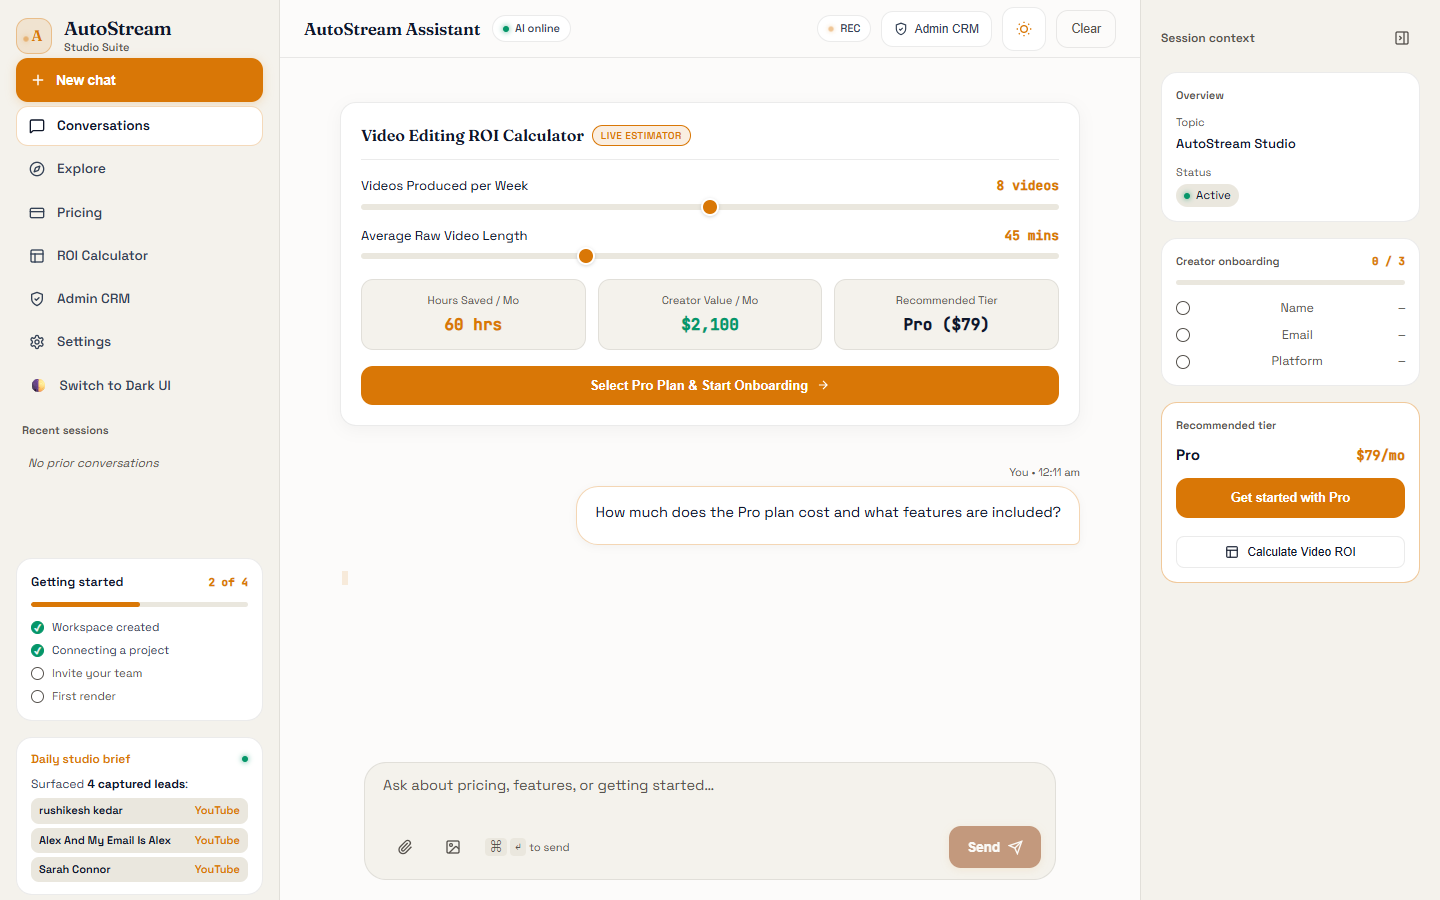 A
AutoStream
Studio Suite
New chat
Conversations
Explore
Pricing
ROI Calculator
Admin CRM
Settings
Switch to Dark UI
Recent sessions
No prior conversations
Getting started 2 of 4
Workspace created
Connecting a project
Invite your team
First render
Daily studio brief
Surfaced 4 captured leads:
rushikesh kedar YouTube
Alex And My Email Is Alex YouTube
Sarah Connor YouTube
AutoStream Assistant
AI online
REC
Admin CRM
Clear
Video Editing ROI Calculator
LIVE ESTIMATOR
Videos Produced per Week 8 videos
Average Raw Video Length 45 mins
Hours Saved / Mo
60 hrs
Creator Value / Mo
$2,100
Recommended Tier
Pro ($79)
Select Pro Plan & Start Onboarding →
You • 12:11 am
How much does the Pro plan cost and what features are included?
Ask about pricing, features, or getting started...
⌘ ↵ to send
Send
Session context
Overview
Topic
AutoStream Studio
Status
Active
Creator onboarding 0 / 3
Name –
Email –
Platform –
Recommended tier
Pro $79/mo
Get started with Pro
Calculate Video ROI